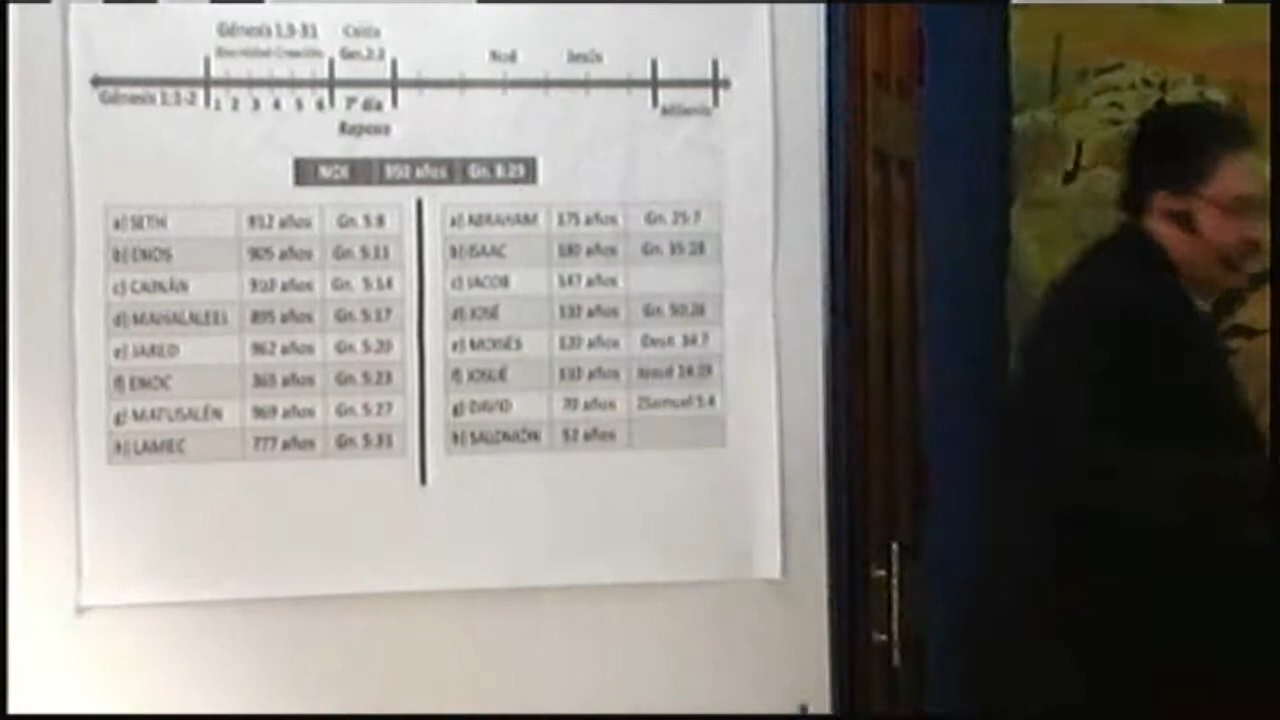 Génesis 1:3-31 Caída
Creación Gen. 2:2 Noé Jesús
Génesis 1:1-2 1 2 3 4 5 6 7º día Milenio
Reposo
NOE 950 años Gn.
a) SETH 912 años Gn. 5:8 a) ABRAHAM 175 años Gn. 25:7
b) ENOS 905 años Gn. 5:11 b) ISAAC 180 años Gn. 35:28
c) CAINÁN 910 años Gn. 5:14 c) JACOB 147 años
d) MAHALALEEL 895 años Gn. 5:17 d) JOSÉ 110 años Gn.
e) JARED 962 años Gn. 5:20 e) MOISÉS 120 años Deut. 34:7
f) ENOC 365 años Gn. 5:23 f) JOSUÉ 110 años Josué 24:29
g) MATUSALÉN 969 años Gn. 5:27 g) DAVID 70 años 2Samuel 5:4
h) LAMEC 777 años Gn. 5:31 h) SALOMÓN 52 años